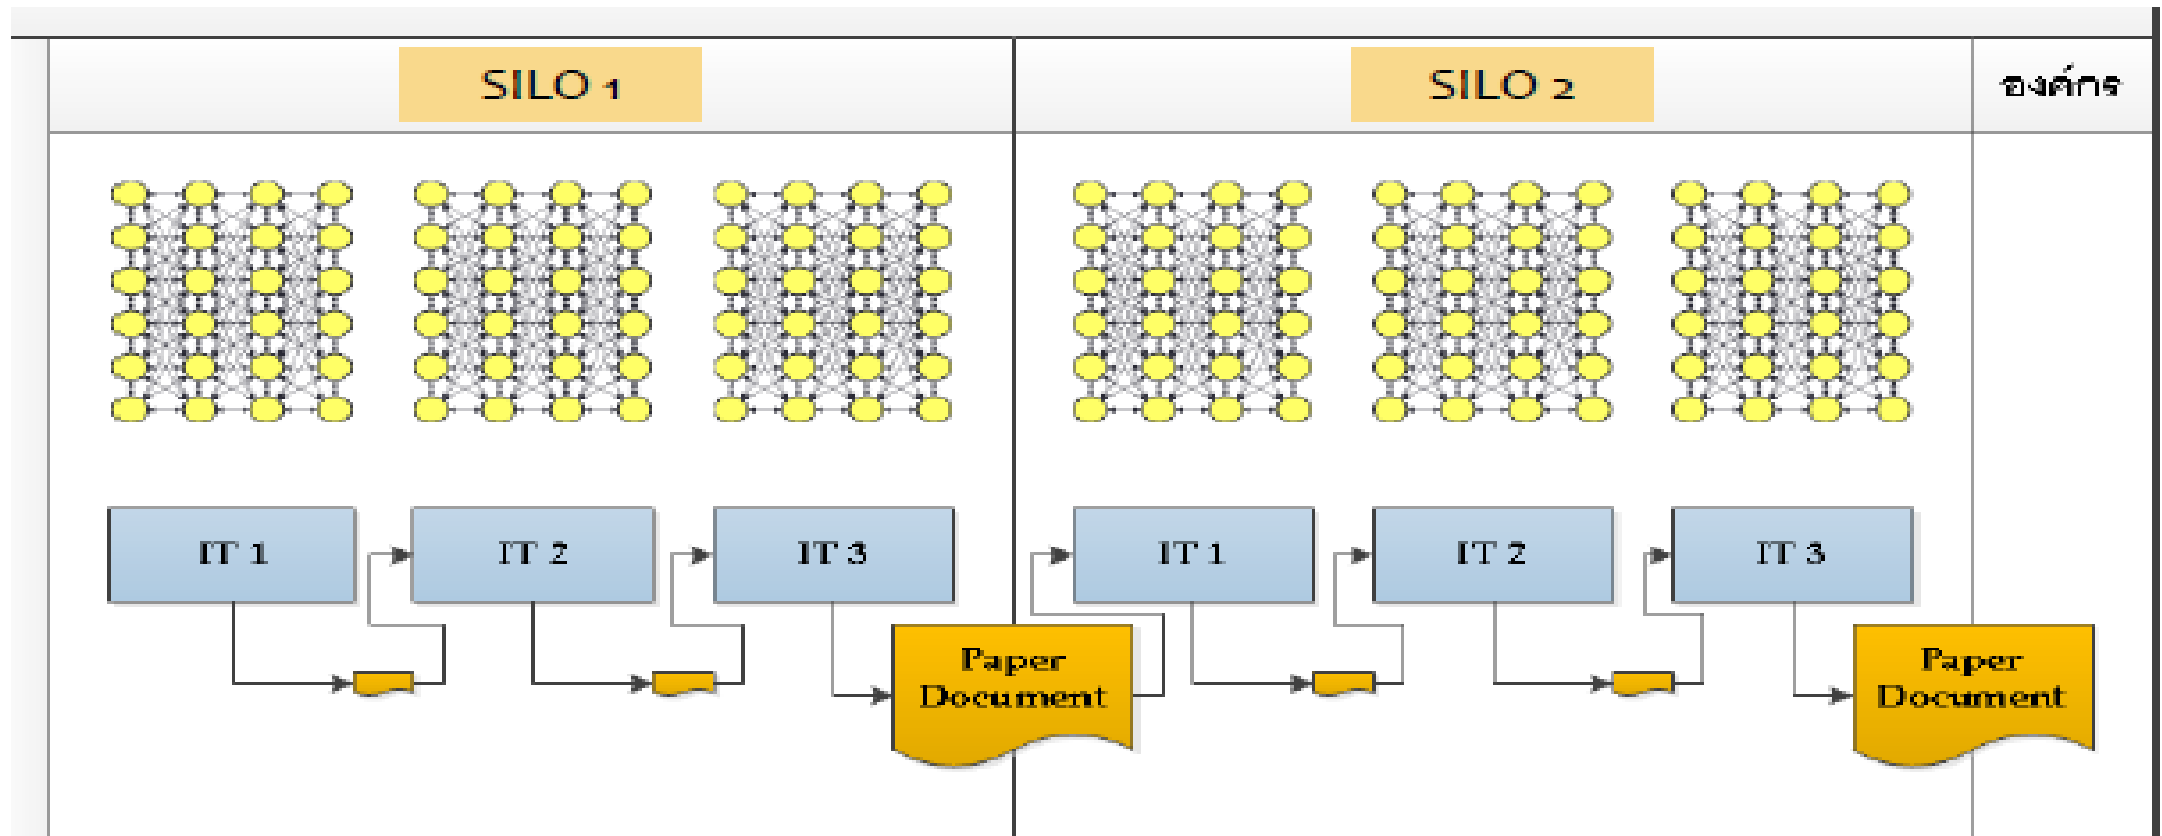 SILO 1
SILO 2
องค์กร
IT 1
IT 2
IT 3
IT 1
IT 2
IT 3
Paper
Document
Paper
Document